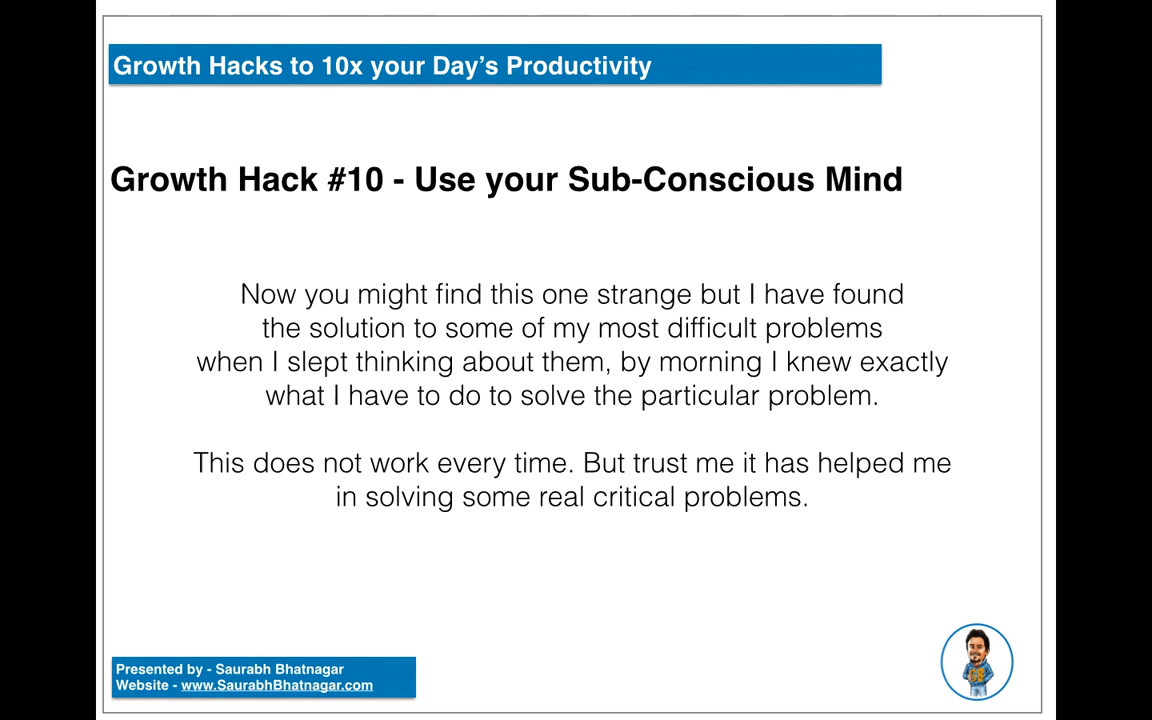 Growth Hacks to 10x your Day’s Productivity
Growth Hack #10 - Use your Sub-Conscious Mind
Now you might find this one strange but I have found
the solution to some of my most difficult problems
when I slept thinking about them, by morning I knew exactly
what I have to do to solve the particular problem.
This does not work every time. But trust me it has helped me
in solving some real critical problems.
Presented by - Saurabh Bhatnagar
Website - www.SaurabhBhatnagar.com